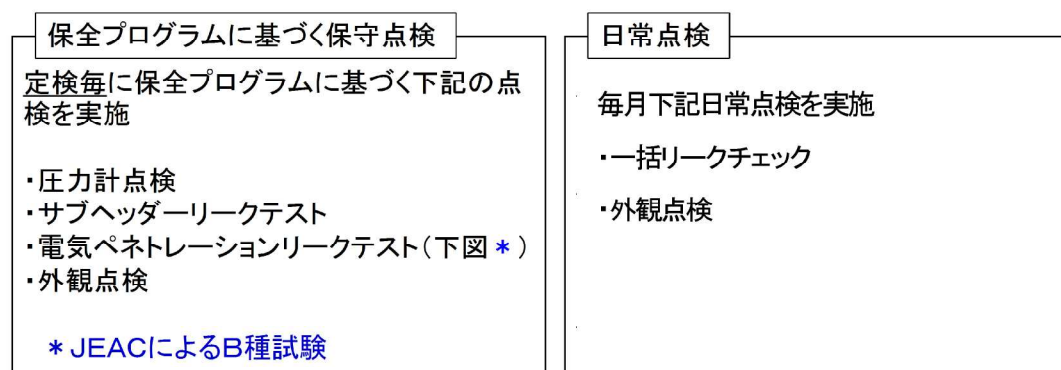 保全プログラムに基づく保守点検
定検毎に保全プログラムに基づく下記の点
検を実施
・圧力計点検
・サブヘッダーリークテスト
・電気ペネトレーションリークテスト（下図＊）
・外観点検
＊JEACによるB種試験
日常点検
毎月下記日常点検を実施
・一括リークチェック
・外観点検